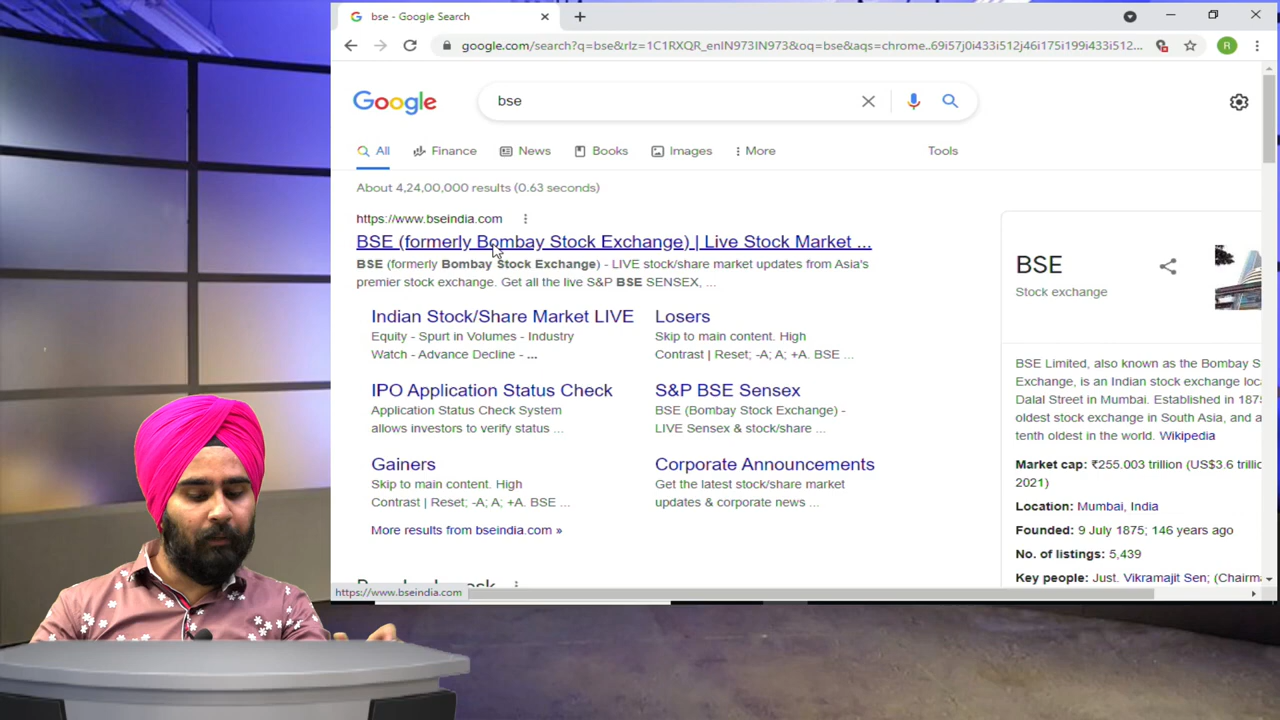 bse - Google Search
google.com/search?q=bse&rlz=1C1RXQR_enIN973IN973&oq=bse&aqs=chrome..69i57j0i433i512j46i175i199i433i512...
R
Google
bse
All
Finance
News
Books
Images
More
Tools
About 4,24,00,000 results (0.63 seconds)
https://www.bseindia.com
BSE (formerly Bombay Stock Exchange) | Live Stock Market ...
BSE (formerly Bombay Stock Exchange) - LIVE stock/share market updates from Asia's
premier stock exchange. Get all the live S&P BSE SENSEX, ...
Indian Stock/Share Market LIVE
Equity - Spurt in Volumes - Industry
Watch - Advance Decline - ...
Losers
Skip to main content. High
Contrast | Reset; -A; A; +A. BSE ...
IPO Application Status Check
Application Status Check System
allows investors to verify status ...
S&P BSE Sensex
BSE (Bombay Stock Exchange) -
LIVE Sensex & stock/share ...
Gainers
Skip to main content. High
Contrast | Reset; -A; A; +A. BSE ...
Corporate Announcements
Get the latest stock/share market
updates & corporate news ...
More results from bseindia.com »
BSE
Stock exchange
BSE Limited, also known as the Bombay S
Exchange, is an Indian stock exchange loc
Dalal Street in Mumbai. Established in 187
oldest stock exchange in South Asia, and a
tenth oldest in the world. Wikipedia
Market cap: ₹255.003 trillion (US$3.6 trillic
2021)
Location: Mumbai, India
Founded: 9 July 1875; 146 years ago
No. of listings: 5,439
Key people: Just. Vikramajit Sen; (Chairma
https://www.bseindia.com